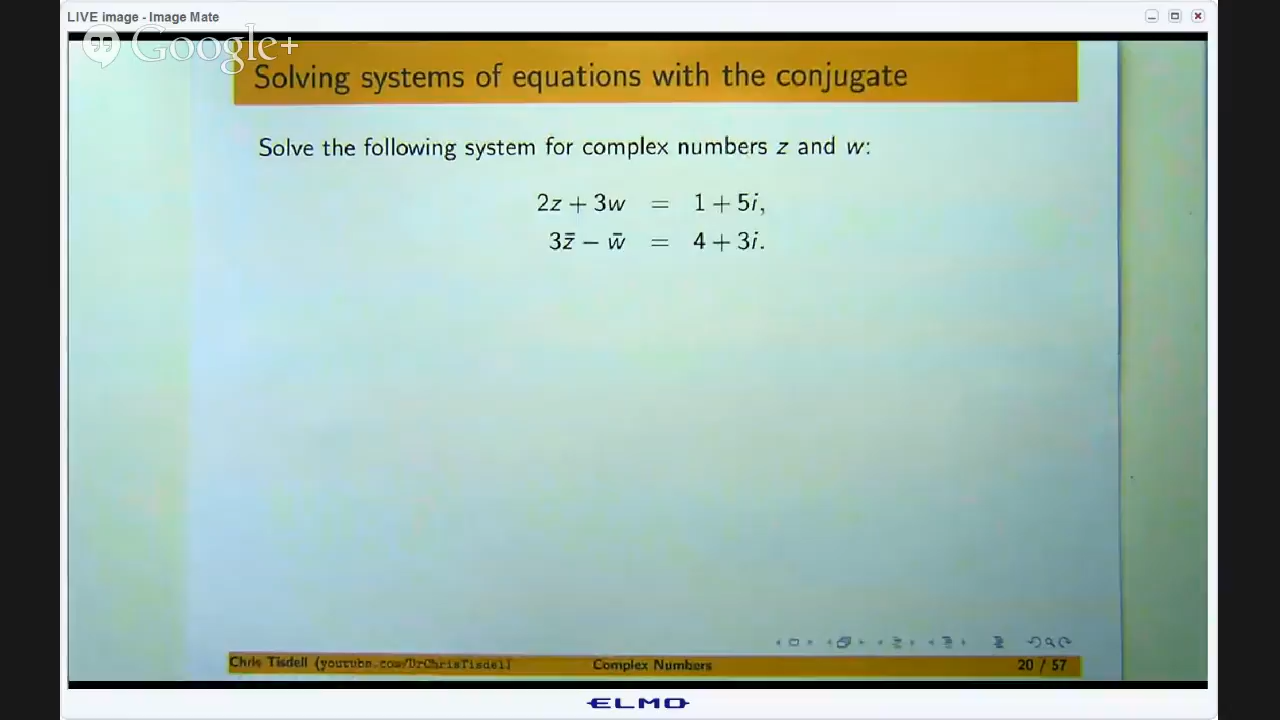 LIVE image - Image Mate
Google+
Solving systems of equations with the conjugate
Solve the following system for complex numbers z and w:
2z + 3w = 1 + 5i,
3z̄ − w̄ = 4 + 3i.
Chris Tisdell (youtube.com/DrChrisTisdell) Complex Numbers 20 / 57
ELMO